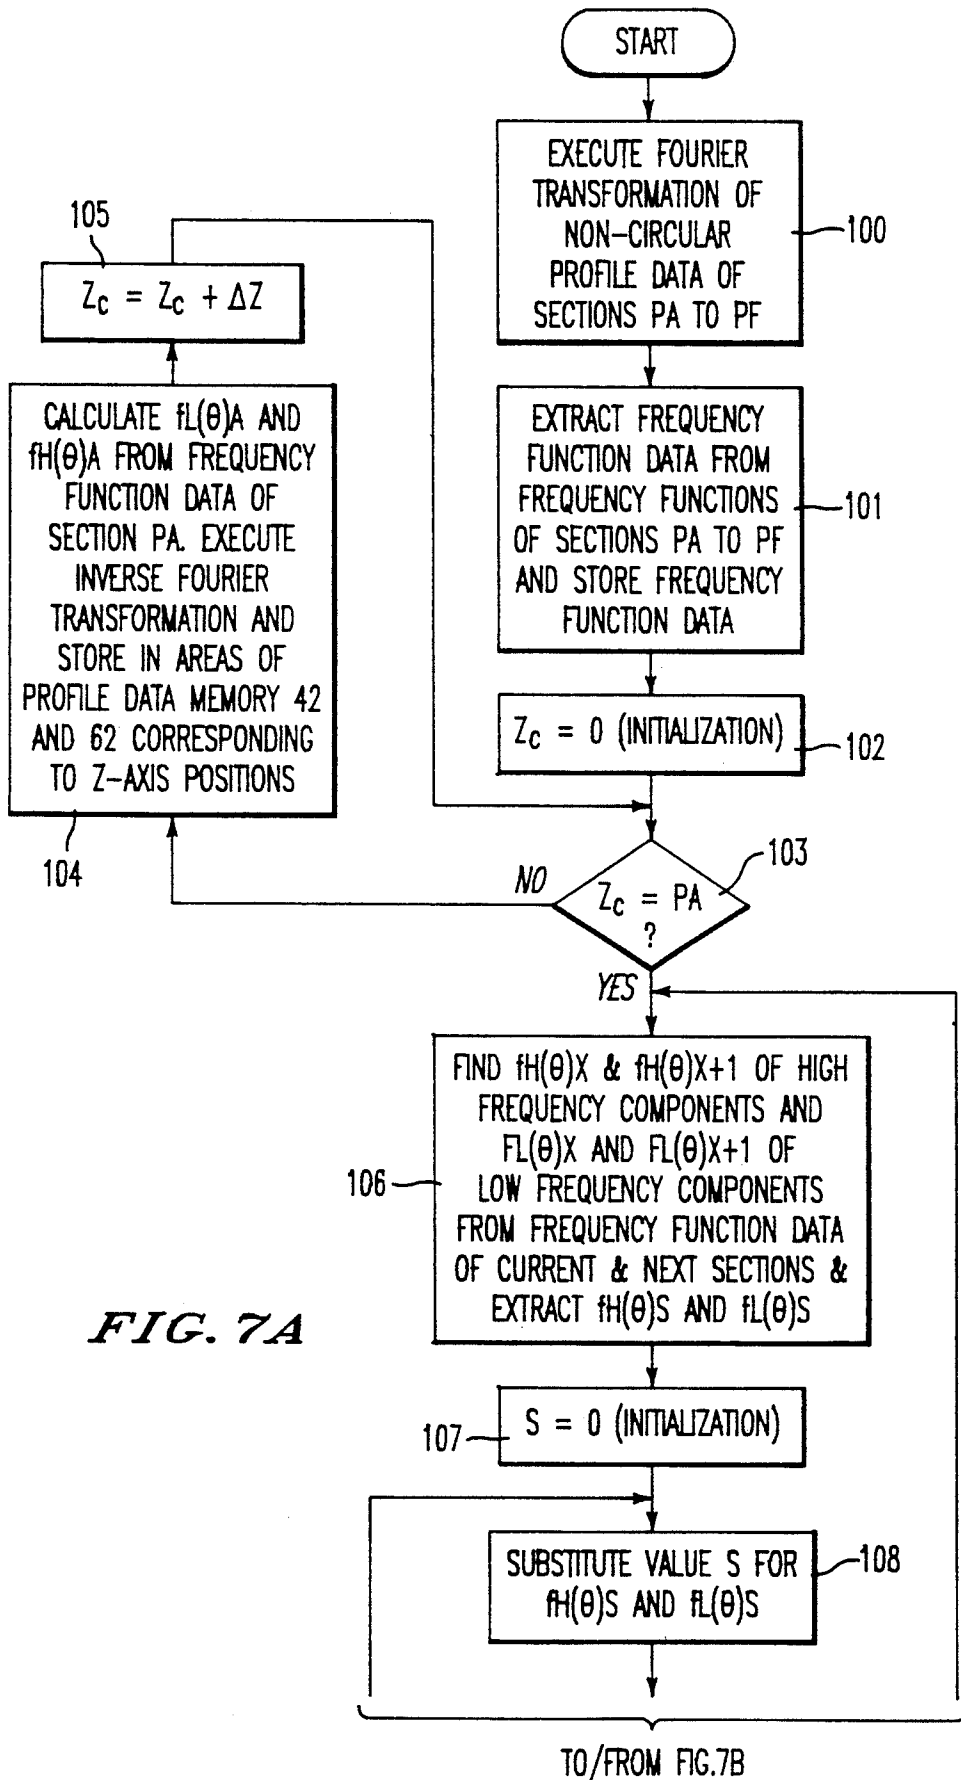 START
EXECUTE FOURIER
TRANSFORMATION OF
NON-CIRCULAR
PROFILE DATA OF
SECTIONS PA TO PF
100
EXTRACT FREQUENCY
FUNCTION DATA FROM
FREQUENCY FUNCTIONS
OF SECTIONS PA TO PF
AND STORE FREQUENCY
FUNCTION DATA
101
Zc = 0 (INITIALIZATION)
102
105
Zc = Zc + ΔZ
CALCULATE fL(θ)A AND
fH(θ)A FROM FREQUENCY
FUNCTION DATA OF
SECTION PA. EXECUTE
INVERSE FOURIER
TRANSFORMATION AND
STORE IN AREAS OF
PROFILE DATA MEMORY 42
AND 62 CORRESPONDING
TO Z-AXIS POSITIONS
104
103
NO
Zc = PA
?
YES
FIND fH(θ)X & fH(θ)X+1 OF HIGH
FREQUENCY COMPONENTS AND
FL(θ)X AND FL(θ)X+1 OF
LOW FREQUENCY COMPONENTS
FROM FREQUENCY FUNCTION DATA
OF CURRENT & NEXT SECTIONS &
EXTRACT fH(θ)S AND fL(θ)S
106
FIG. 7A
S = 0 (INITIALIZATION)
107
SUBSTITUTE VALUE S FOR
fH(θ)S AND fL(θ)S
108
TO/FROM FIG.7B